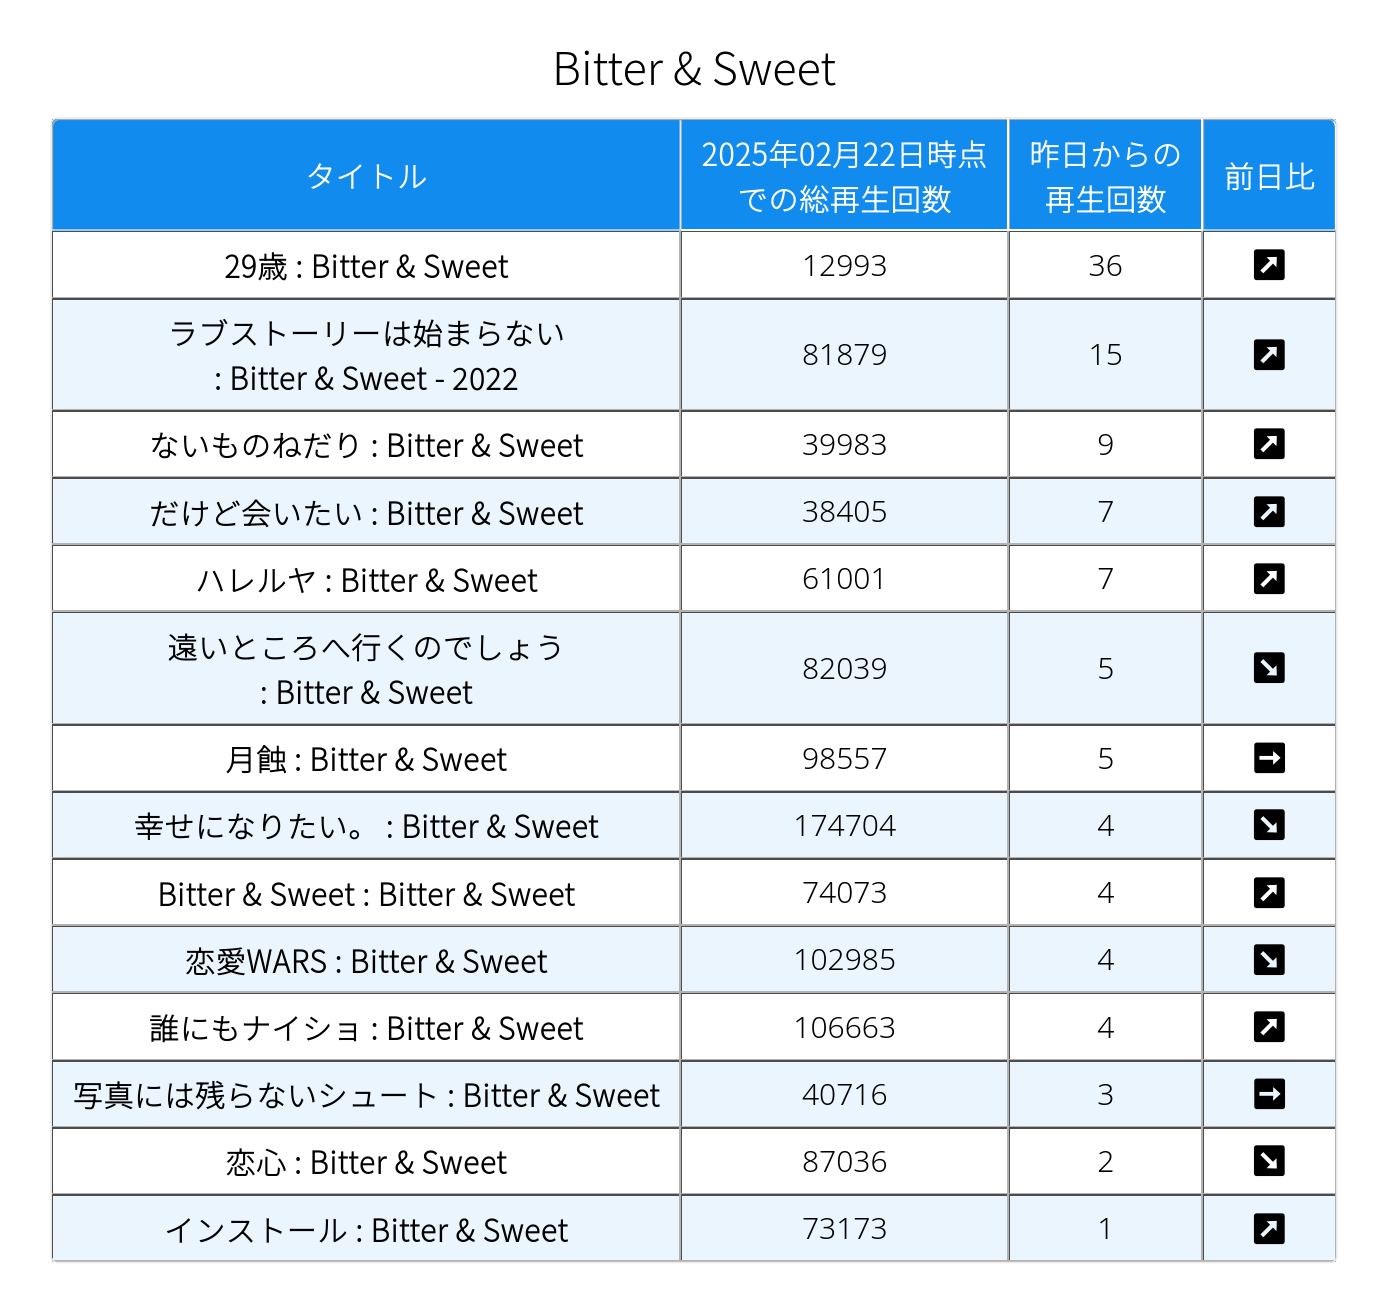 Bitter & Sweet
タイトル
2025年02月22日時点
での総再生回数
昨日からの
再生回数
前日比
29歳 : Bitter & Sweet
12993
36
ラブストーリーは始まらない
: Bitter & Sweet - 2022
81879
15
ないものねだり : Bitter & Sweet
39983
9
だけど会いたい : Bitter & Sweet
38405
7
ハレルヤ : Bitter & Sweet
61001
7
遠いところへ行くのでしょう
: Bitter & Sweet
82039
5
月蝕 : Bitter & Sweet
98557
5
幸せになりたい。 : Bitter & Sweet
174704
4
Bitter & Sweet : Bitter & Sweet
74073
4
恋愛WARS : Bitter & Sweet
102985
4
誰にもナイショ : Bitter & Sweet
106663
4
写真には残らないシュート : Bitter & Sweet
40716
3
恋心 : Bitter & Sweet
87036
2
インストール : Bitter & Sweet
73173
1